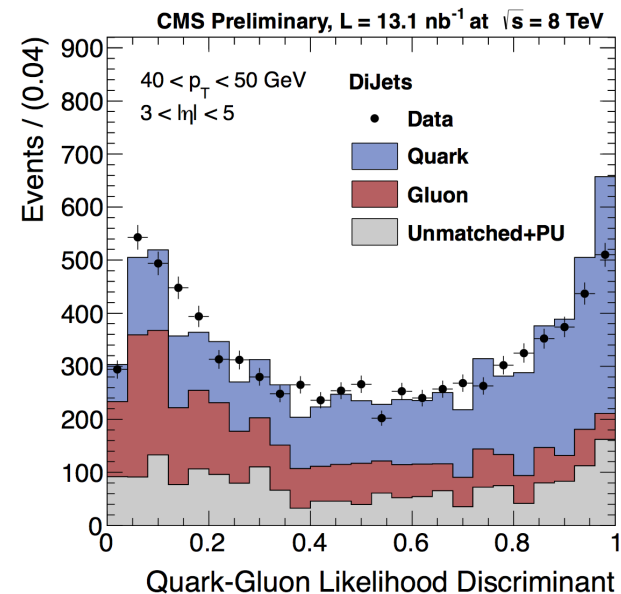 CMS Preliminary, L = 13.1 nb⁻¹ at √s = 8 TeV
Events / (0.04)
900
800
700
600
500
400
300
200
100
0
40 < p_T < 50 GeV
3 < |η| < 5
DiJets
Data
Quark
Gluon
Unmatched+PU
0 0.2 0.4 0.6 0.8 1
Quark-Gluon Likelihood Discriminant